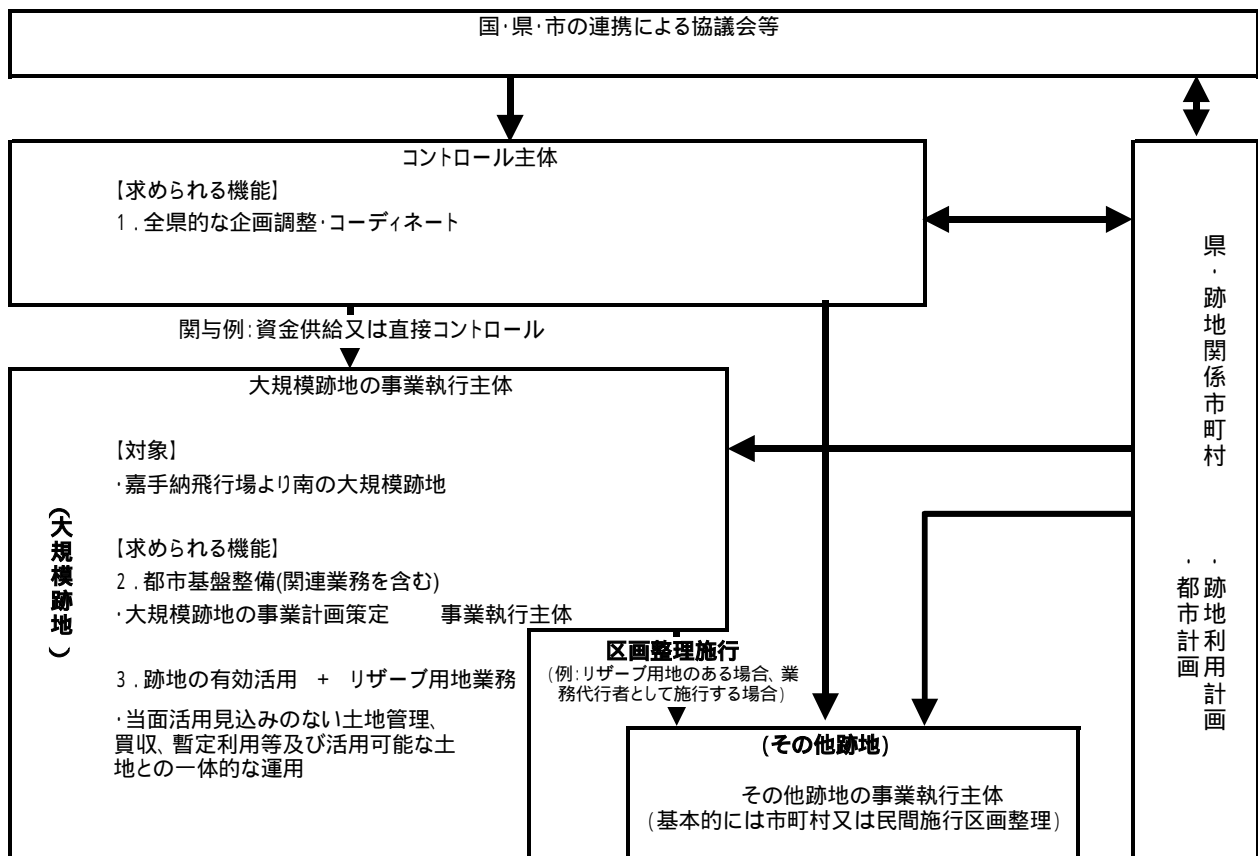 国・県・市の連携による協議会等
コントロール主体
【求められる機能】
1．全県的な企画調整・コーディネート
関与例：資金供給又は直接コントロール
大規模跡地の事業執行主体
（大規模跡地）
【対象】
・嘉手納飛行場より南の大規模跡地
【求められる機能】
2．都市基盤整備(関連業務を含む)
・大規模跡地の事業計画策定　　事業執行主体
3．跡地の有効活用　+　リザーブ用地業務
・当面活用見込みのない土地管理、
買収、暫定利用等及び活用可能な土
地との一体的な運用
区画整理施行
(例：リザーブ用地のある場合、業
務代行者として施行する場合)
(その他跡地)
その他跡地の事業執行主体
(基本的には市町村又は民間施行区画整理)
県・跡地関係市町村
・跡地利用計画
・都市計画